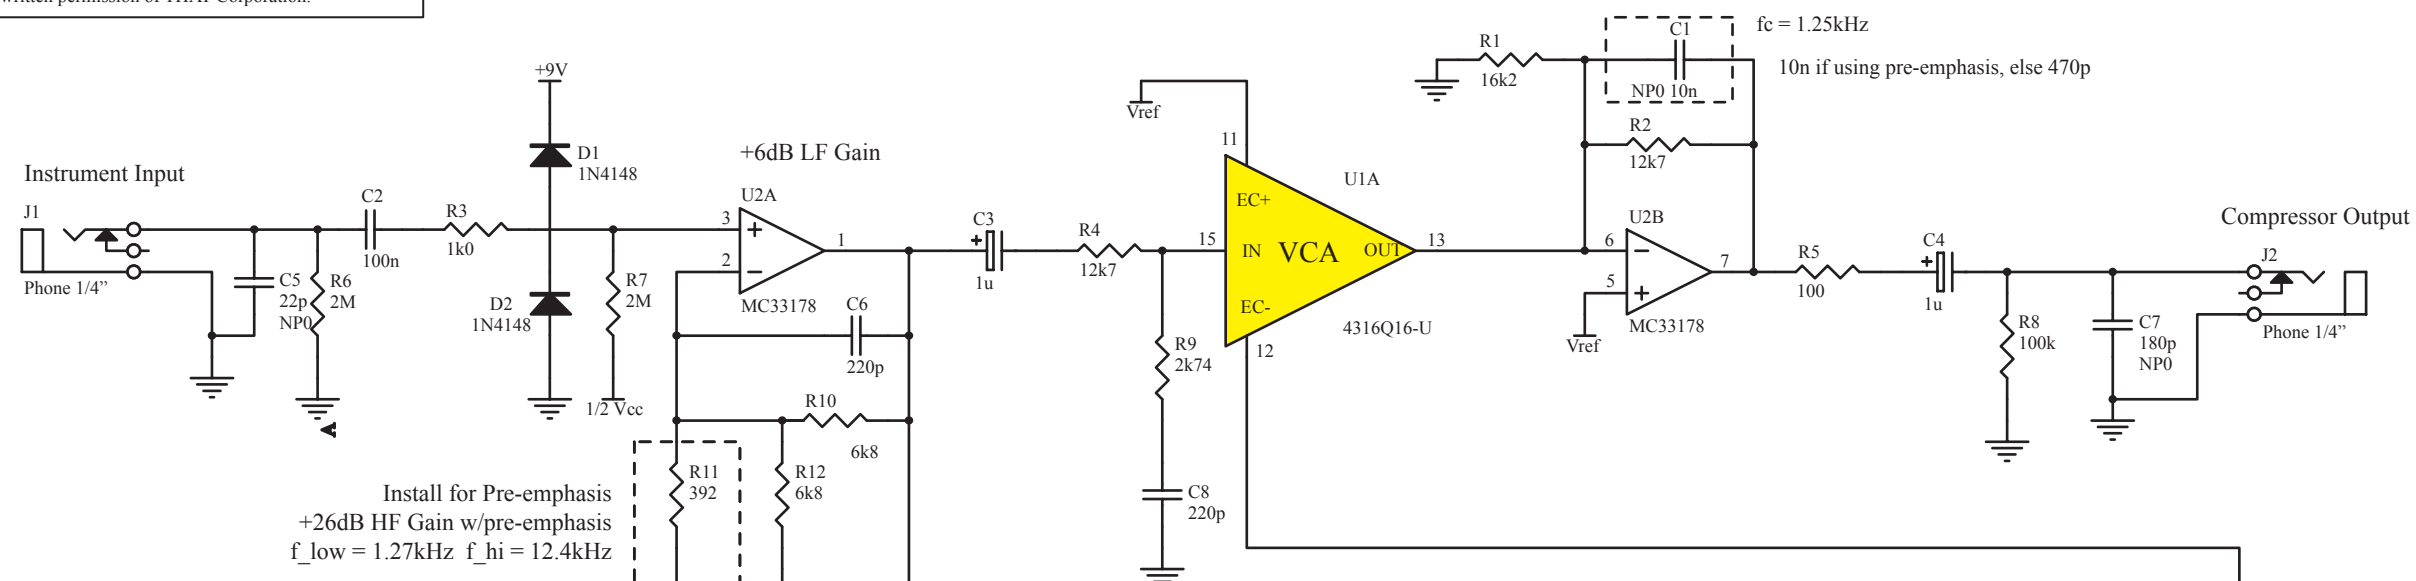 written permission of THAT Corporation.
fc = 1.25kHz
10n if using pre-emphasis, else 470p
C1
NP0 10n
R1
16k2
R2
12k7
+9V
Vref
11
D1
1N4148
+6dB LF Gain
Instrument Input
J1
Phone 1/4”
C2
100n
R3
1k0
U2A
3
2
1
MC33178
C5
22p
NP0
R6
2M
D2
1N4148
R7
2M
1/2 Vcc
A
C6
220p
R10
6k8
R11
392
R12
6k8
Install for Pre-emphasis
+26dB HF Gain w/pre-emphasis
f_low = 1.27kHz f_hi = 12.4kHz
C3
+
1u
R4
12k7
15
EC+
IN
VCA
OUT
EC-
U1A
13
12
4316Q16-U
R9
2k74
C8
220p
U2B
6
5
7
MC33178
Vref
R5
100
C4
+
1u
Compressor Output
J2
Phone 1/4”
R8
100k
C7
180p
NP0